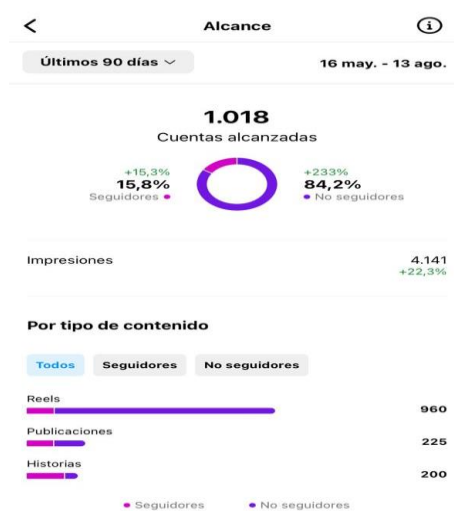 Alcance
Últimos 90 días
16 may. - 13 ago.
1.018
Cuentas alcanzadas
+15,3%
15,8%
Seguidores
+233%
84,2%
No seguidores
Impresiones
4.141
+22,3%
Por tipo de contenido
Todos
Seguidores
No seguidores
Reels
960
Publicaciones
225
Historias
200
Seguidores
No seguidores